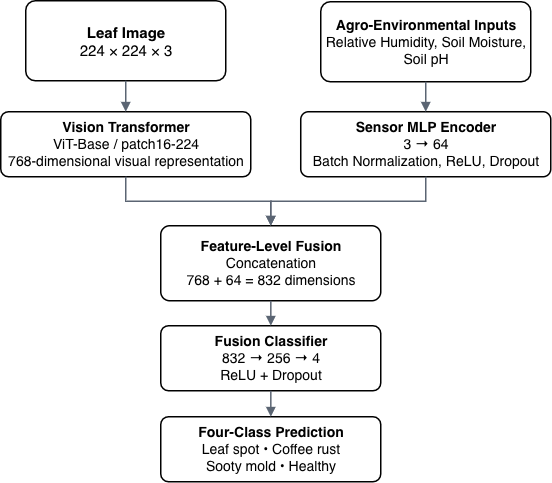 Leaf Image
224 × 224 × 3
Agro-Environmental Inputs
Relative Humidity, Soil Moisture,
Soil pH
Vision Transformer
ViT-Base / patch16-224
768-dimensional visual representation
Sensor MLP Encoder
3 → 64
Batch Normalization, ReLU, Dropout
Feature-Level Fusion
Concatenation
768 + 64 = 832 dimensions
Fusion Classifier
832 → 256 → 4
ReLU + Dropout
Four-Class Prediction
Leaf spot • Coffee rust
Sooty mold • Healthy